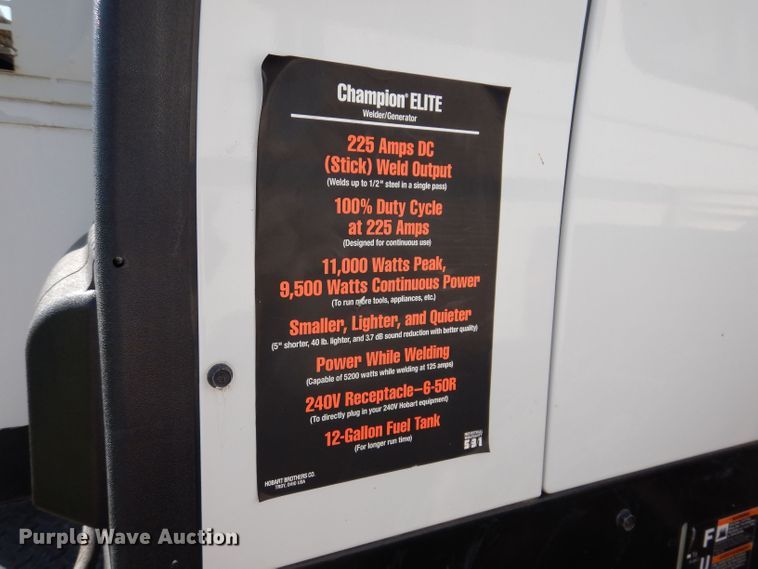 Champion® ELITE
Welder/Generator
225 Amps DC
(Stick) Weld Output
(Welds up to 1/2" steel in a single pass)
100% Duty Cycle
at 225 Amps
(Designed for continuous use)
11,000 Watts Peak,
9,500 Watts Continuous Power
(To run more tools, appliances, etc.)
Smaller, Lighter, and Quieter
(5" shorter, 40 lb. lighter, and 3.7 dB sound reduction with better quality)
Power While Welding
(Capable of 5200 watts while welding at 125 amps)
240V Receptacle–6-50R
(To directly plug in your 240V Hobart equipment)
12-Gallon Fuel Tank
(For longer run time)
531
HOBART BROTHERS CO.
TROY, OHIO USA
F
Purple Wave Auction